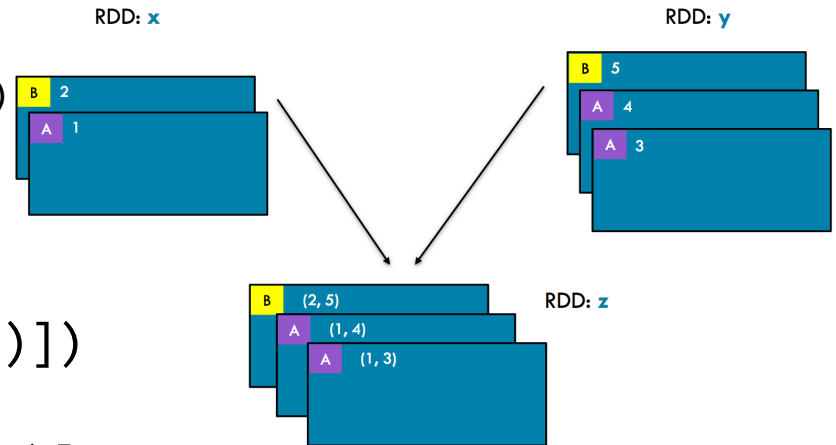 RDD: x
RDD: y
)
B 2
A 1
B 5
A 4
A 3
RDD: z
B (2, 5)
A (1, 4)
A (1, 3)
)])